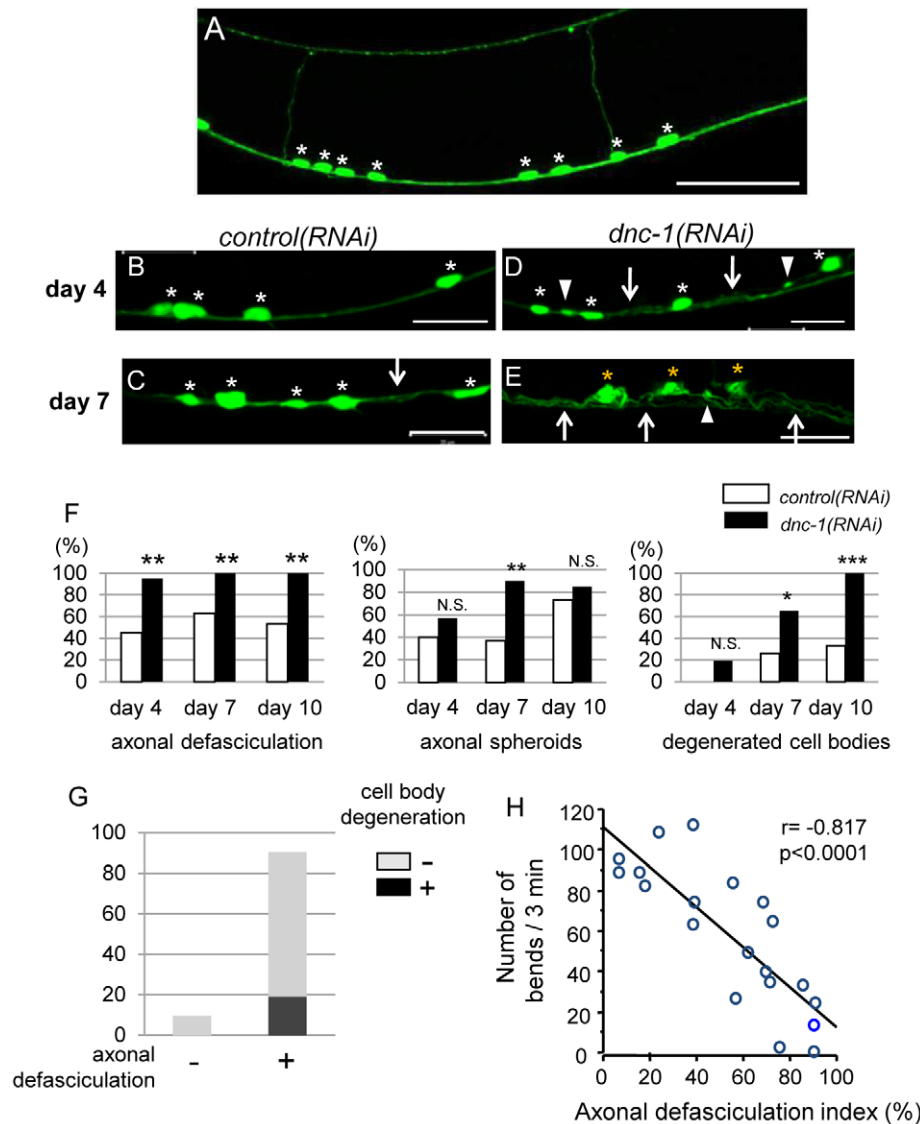 A
* * * * * * * *
control(RNAi)
dnc-1(RNAi)
day 4
B
* * * *
D
* * * *
day 7
C
* * * * *
E
* * *
F
control(RNAi)
dnc-1(RNAi)
(%)
100
80
60
40
20
0
** ** **
day 4 day 7 day 10
axonal defasciculation
(%)
100
80
60
40
20
0
N.S. ** N.S.
day 4 day 7 day 10
axonal spheroids
(%)
100
80
60
40
20
0
N.S. * ***
day 4 day 7 day 10
degenerated cell bodies
G
100
80
60
40
20
0
axonal
defasciculation
- +
cell body
degeneration
-
+
H
r= -0.817
p<0.0001
Number of
bends / 3 min
120
100
80
60
40
20
0
0 20 40 60 80 100
Axonal defasciculation index (%)